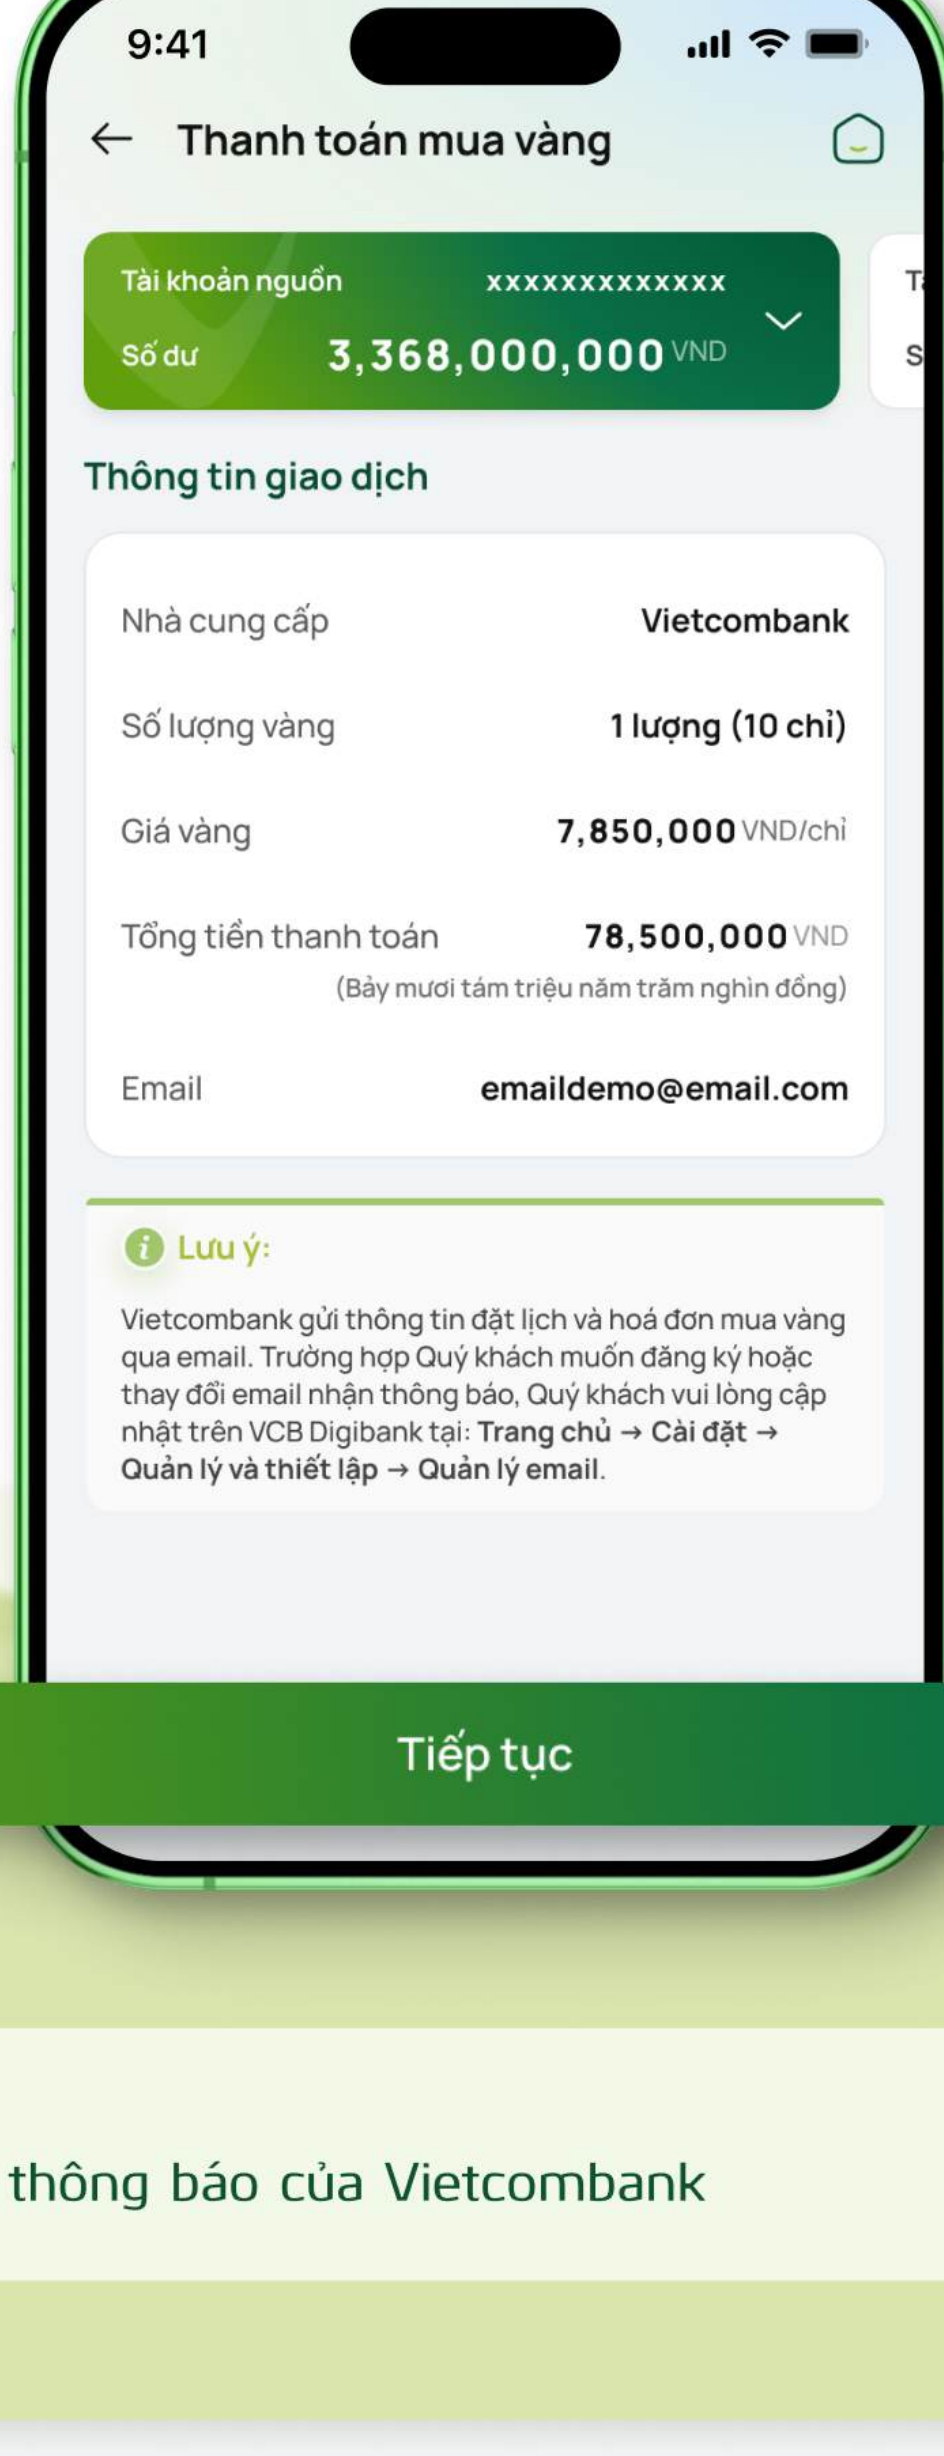 9:41
Thanh toán mua vàng
Tài khoản nguồn xxxxxxxxxxxxx
Số dư 3,368,000,000 VND
Thông tin giao dịch
Nhà cung cấp Vietcombank
Số lượng vàng 1 lượng (10 chỉ)
Giá vàng 7,850,000 VND/chỉ
Tổng tiền thanh toán 78,500,000 VND
(Bảy mươi tám triệu năm trăm nghìn đồng)
Email emaildemo@email.com
Lưu ý:
Vietcombank gửi thông tin đặt lịch và hoá đơn mua vàng
qua email. Trường hợp Quý khách muốn đăng ký hoặc
thay đổi email nhận thông báo, Quý khách vui lòng cập
nhật trên VCB Digibank tại: Trang chủ → Cài đặt →
Quản lý và thiết lập → Quản lý email.
Tiếp tục
thông báo của Vietcombank